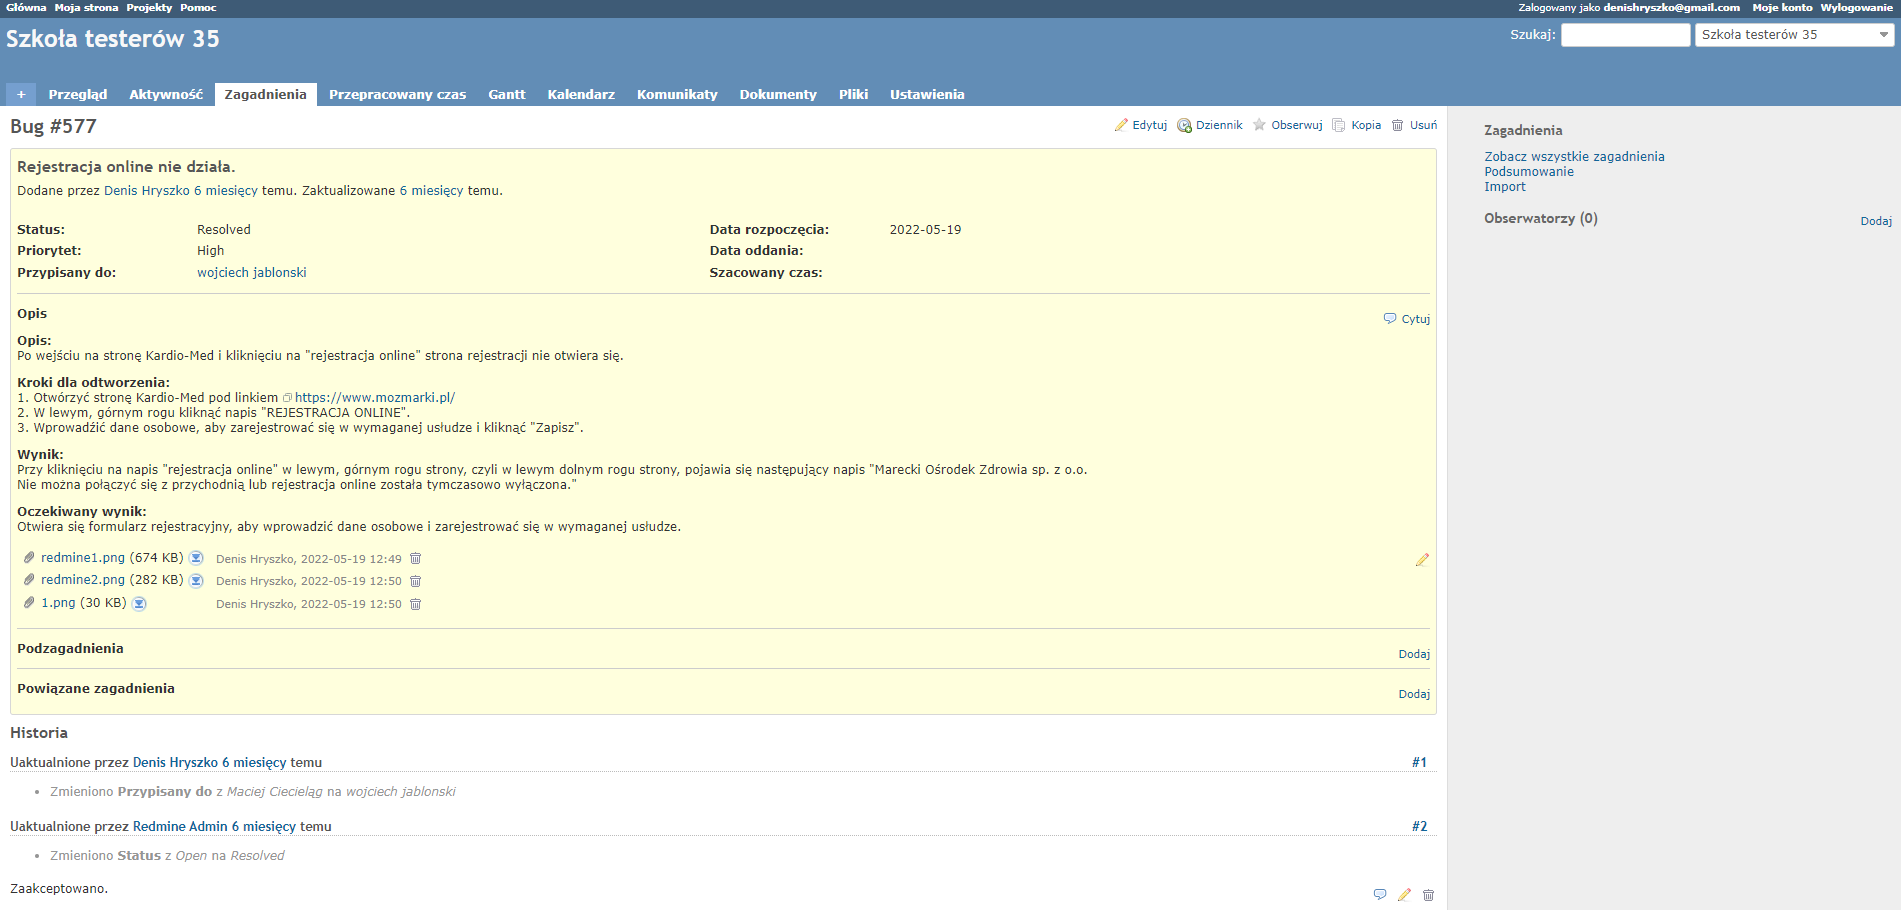 Główna Moja strona Projekty Pomoc
Zalogowany jako denishryszko@gmail.com Moje konto Wylogowanie
Szkoła testerów 35
Szukaj: Szkoła testerów 35
+ Przegląd Aktywność Zagadnienia Przepracowany czas Gantt Kalendarz Komunikaty Dokumenty Pliki Ustawienia
Bug #577
Edytuj Dziennik Obserwuj Kopia Usuń
Rejestracja online nie działa.
Dodane przez Denis Hryszko 6 miesięcy temu. Zaktualizowane 6 miesięcy temu.
Status: Resolved Data rozpoczęcia: 2022-05-19
Priorytet: High Data oddania:
Przypisany do: wojciech jablonski Szacowany czas:
Opis
Cytuj
Opis:
Po wejściu na stronę Kardio-Med i kliknięciu na "rejestracja online" strona rejestracji nie otwiera się.
Kroki dla odtworzenia:
1. Otwórzyć stronę Kardio-Med pod linkiem https://www.mozmarki.pl/
2. W lewym, górnym rogu kliknąć napis "REJESTRACJA ONLINE".
3. Wprowadźić dane osobowe, aby zarejestrować się w wymaganej usłudze i kliknąć "Zapisz".
Wynik:
Przy kliknięciu na napis "rejestracja online" w lewym, górnym rogu strony, czyli w lewym dolnym rogu strony, pojawia się następujący napis "Marecki Ośrodek Zdrowia sp. z o.o.
Nie można połączyć się z przychodnią lub rejestracja online została tymczasowo wyłączona."
Oczekiwany wynik:
Otwiera się formularz rejestracyjny, aby wprowadzić dane osobowe i zarejestrować się w wymaganej usłudze.
redmine1.png (674 KB) Denis Hryszko, 2022-05-19 12:49
redmine2.png (282 KB) Denis Hryszko, 2022-05-19 12:50
1.png (30 KB) Denis Hryszko, 2022-05-19 12:50
Podzagadnienia
Dodaj
Powiązane zagadnienia
Dodaj
Historia
Uaktualnione przez Denis Hryszko 6 miesięcy temu #1
Zmieniono Przypisany do z Maciej Ciecieląg na wojciech jablonski
Uaktualnione przez Redmine Admin 6 miesięcy temu #2
Zmieniono Status z Open na Resolved
Zaakceptowano.
Zagadnienia
Zobacz wszystkie zagadnienia
Podsumowanie
Import
Obserwatorzy (0) Dodaj